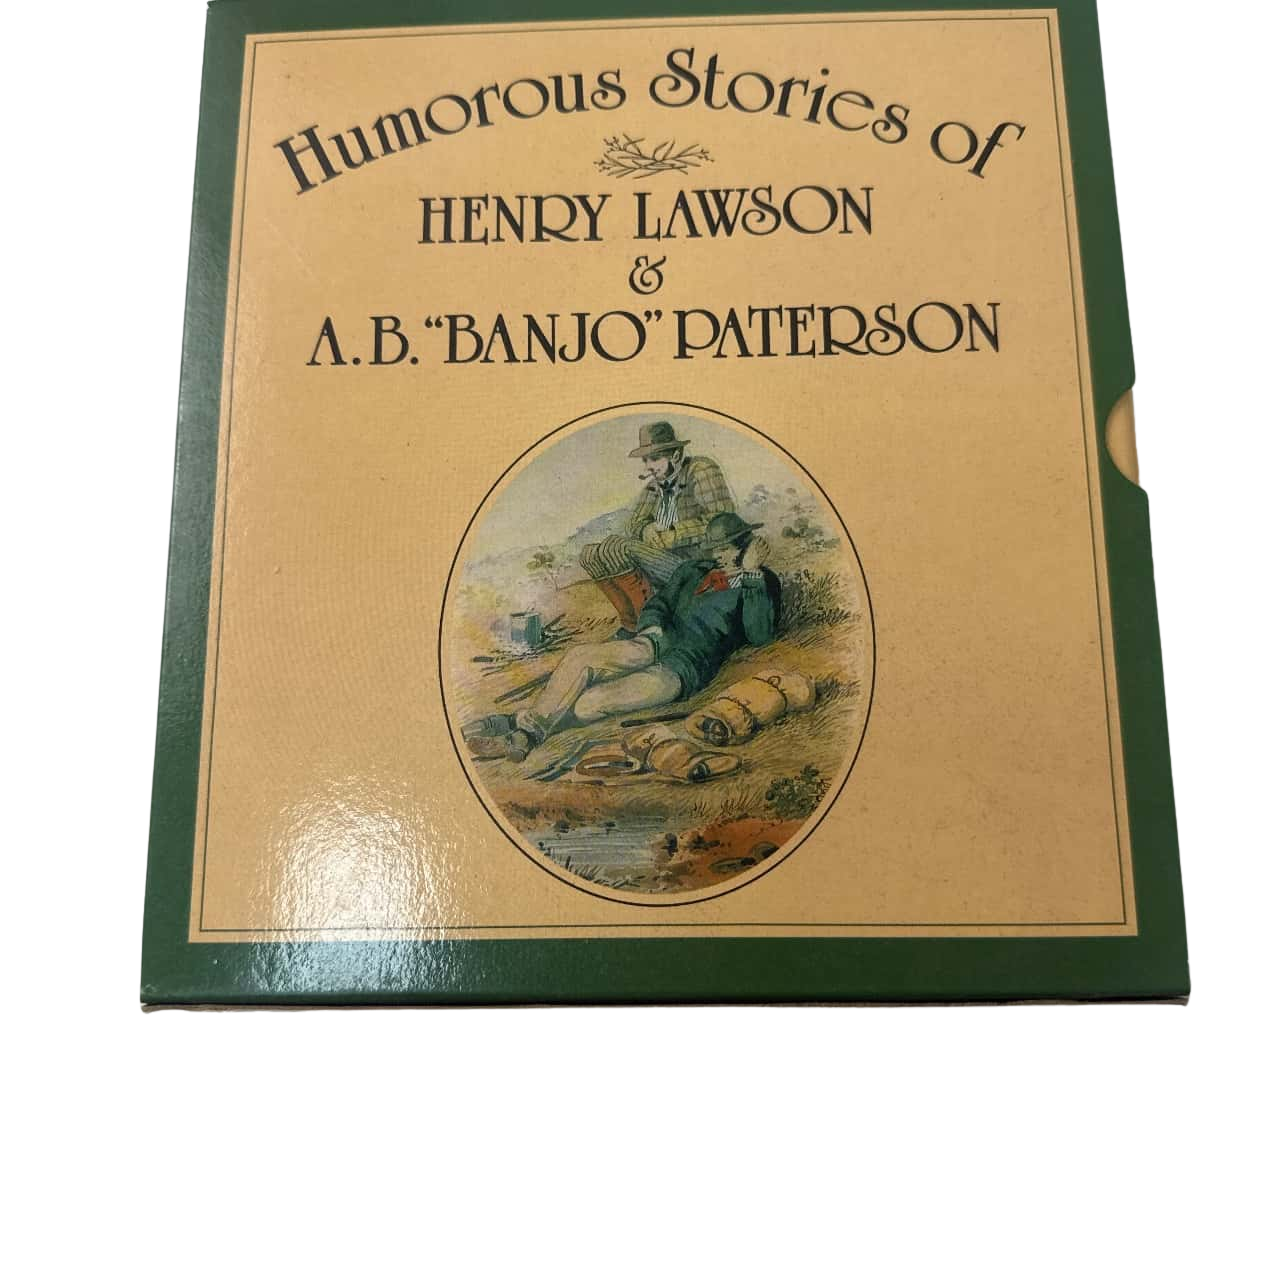 Humorous Stories of
HENRY LAWSON
&
A.B. “BANJO” PATERSON